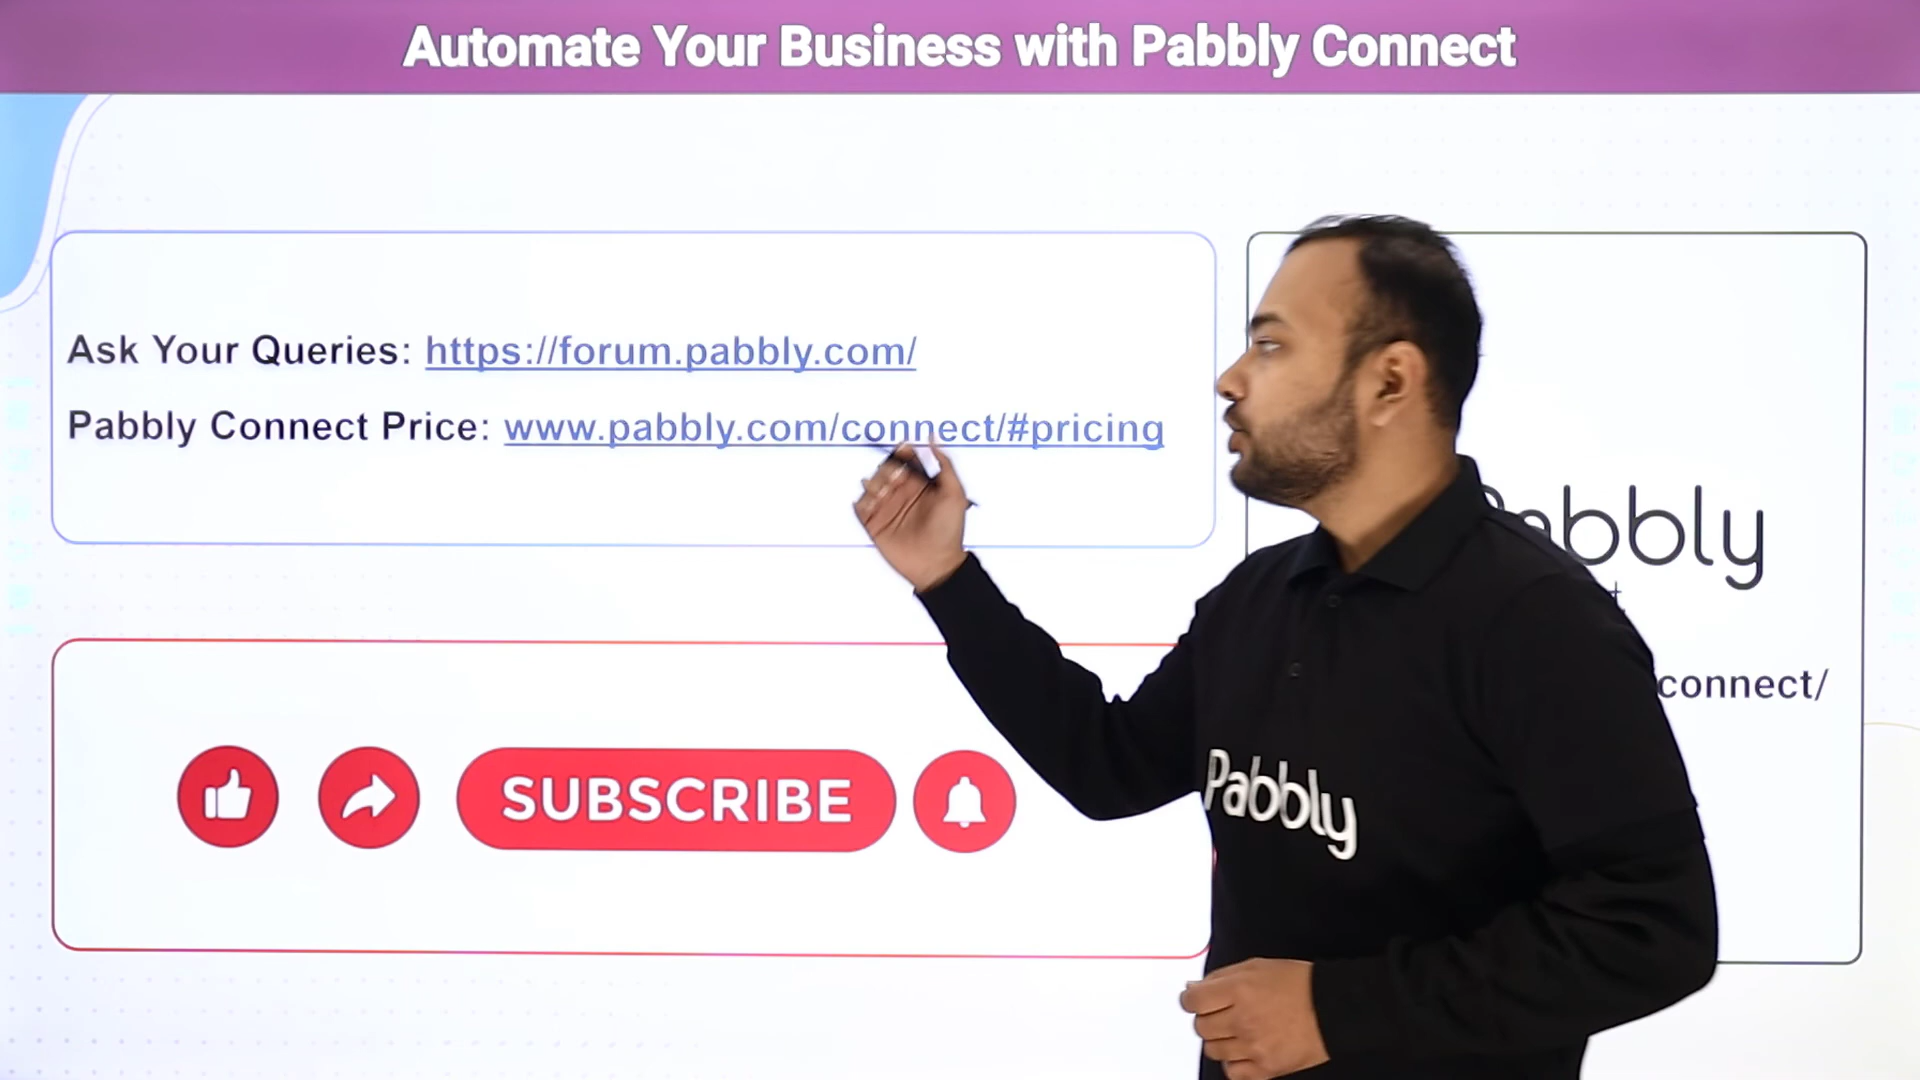 Automate Your Business with Pabbly Connect
Ask Your Queries: https://forum.pabbly.com/
Pabbly Connect Price: www.pabbly.com/connect/#pricing
SUBSCRIBE
Pabbly
connect/
Pabbly